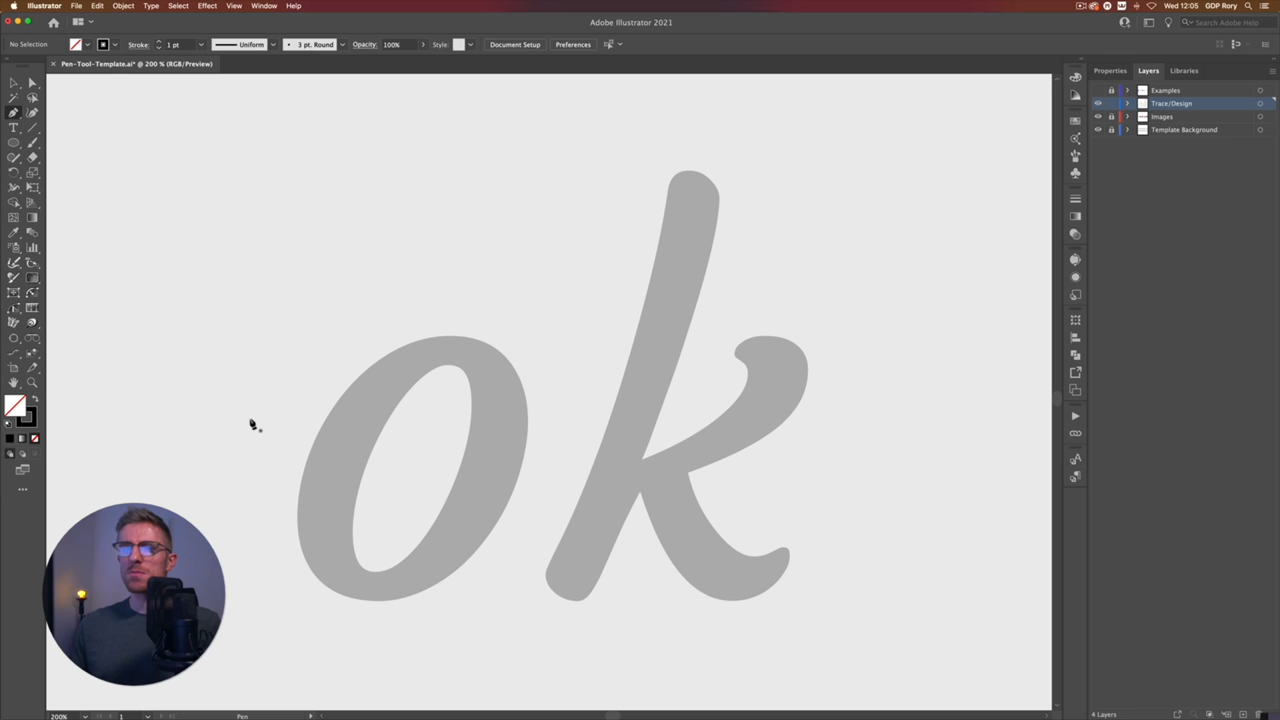 Illustrator File Edit Object Type Select Effect View Window Help Wed 12:05 GDP Rory
Adobe Illustrator 2021 Search Adobe Help
No Selection Stroke: 1 pt Uniform 3 pt. Round Opacity: 100% Style: Document Setup Preferences
Pen-Tool-Template.ai* @ 200 % (RGB/Preview)
Properties Layers Libraries
Examples
Trace/Design
Images
Template Background
ok
200% 1 Pen 4 Layers